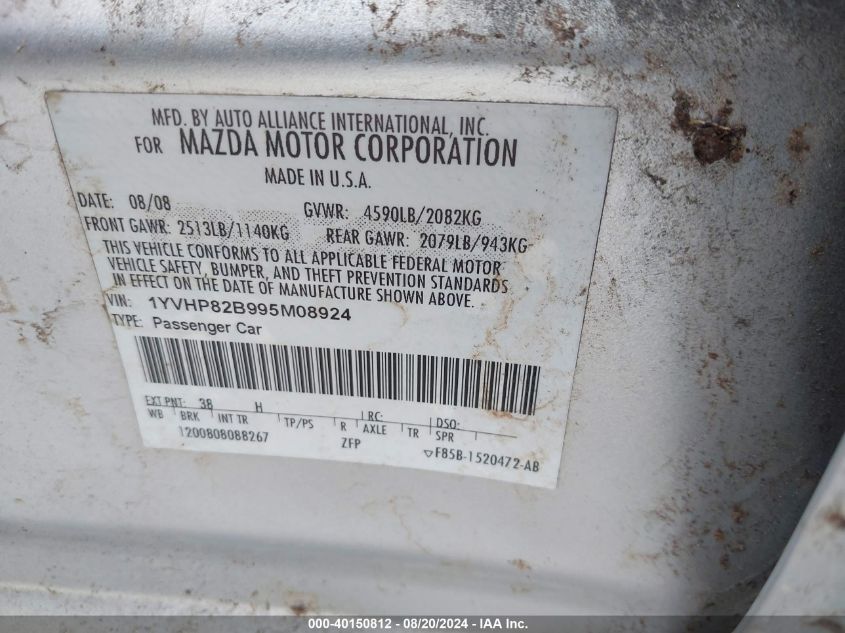 MFD. BY AUTO ALLIANCE INTERNATIONAL, INC.
FOR MAZDA MOTOR CORPORATION
MADE IN U.S.A.
DATE: 08/08 GVWR: 4590LB/2082KG
FRONT GAWR: 2513LB/1140KG REAR GAWR: 2079LB/943KG
THIS VEHICLE CONFORMS TO ALL APPLICABLE FEDERAL MOTOR
VEHICLE SAFETY, BUMPER, AND THEFT PREVENTION STANDARDS
IN EFFECT ON THE DATE OF MANUFACTURE SHOWN ABOVE.
VIN: 1YVHP82B995M08924
TYPE: Passenger Car
EXT PNT: 38 H RC: DSO:
WB BRK INT TR TP/PS R AXLE TR SPR
1200808088267 ZFP ▽F85B-1520472-AB
000-40150812 - 08/20/2024 - IAA Inc.